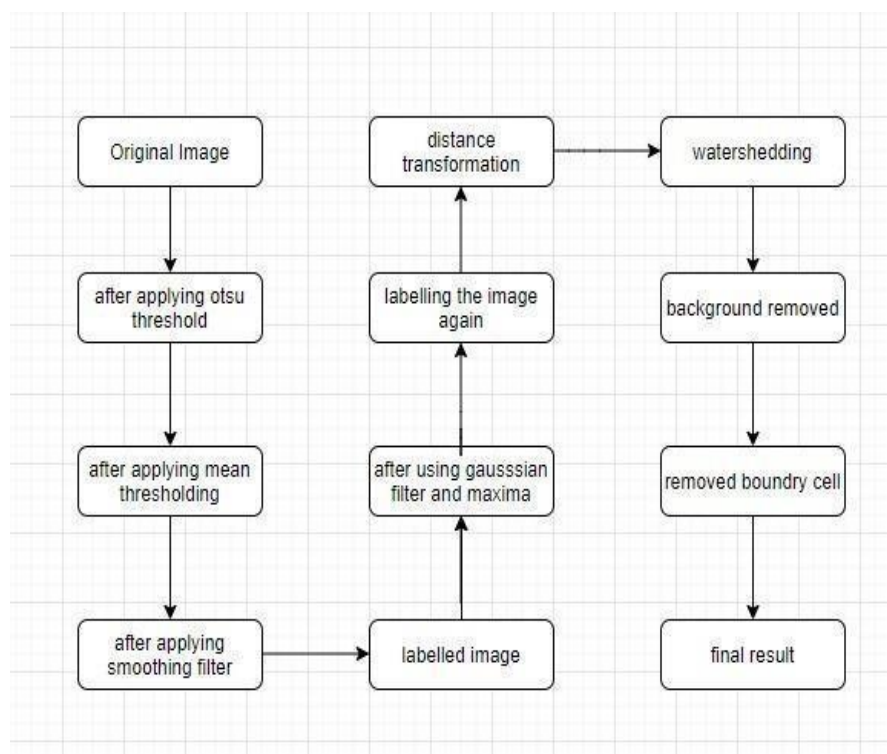 Original Image
after applying otsu
threshold
after applying mean
thresholding
after applying
smoothing filter
labelled image
after using gausssian
filter and maxima
labelling the image
again
distance
transformation
watershedding
background removed
removed boundry cell
final result